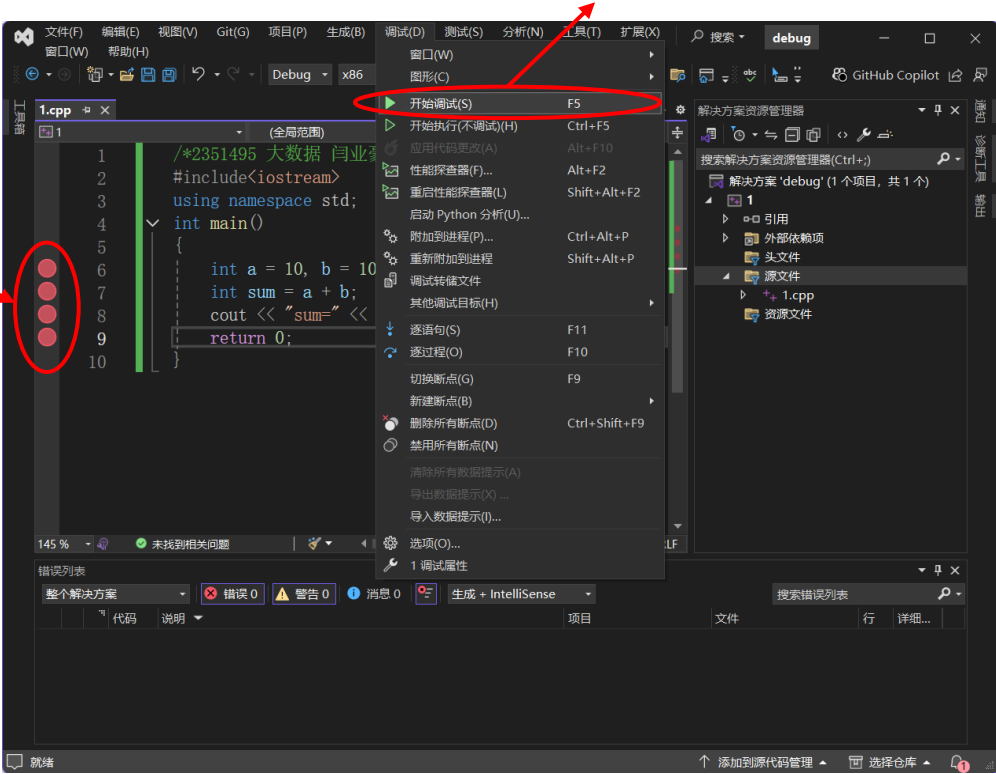 文件(F) 编辑(E) 视图(V) Git(G) 项目(P) 生成(B) 调试(D) 测试(S) 分析(N) 工具(T) 扩展(X) 搜索 debug
窗口(W) 帮助(H)
Debug x86 GitHub Copilot
工具箱
1.cpp
1 (全局范围)
1 /*2351495 大数据 闫业
2 #include<iostream>
3 using namespace std;
4 int main()
5 {
6 int a = 10, b = 10
7 int sum = a + b;
8 cout << "sum=" <<
9 return 0;
10 }
145 % 未找到相关问题 LF
窗口(W)
图形(C)
开始调试(S) F5
开始执行(不调试)(H) Ctrl+F5
应用代码更改(A) Alt+F10
性能探查器(F)... Alt+F2
重启性能探查器(L) Shift+Alt+F2
启动 Python 分析(U)...
附加到进程(P)... Ctrl+Alt+P
重新附加到进程 Shift+Alt+P
调试转储文件
其他调试目标(H)
逐语句(S) F11
逐过程(O) F10
切换断点(G) F9
新建断点(B)
删除所有断点(D) Ctrl+Shift+F9
禁用所有断点(N)
清除所有数据提示(A)
导出数据提示(X) ...
导入数据提示(I)...
选项(O)...
1 调试属性
解决方案资源管理器
搜索解决方案资源管理器(Ctrl+;)
解决方案 'debug' (1 个项目，共 1 个)
1
引用
外部依赖项
头文件
源文件
1.cpp
资源文件
通知
诊断工具
输出
错误列表
整个解决方案 错误 0 警告 0 消息 0 生成 + IntelliSense 搜索错误列表
代码 说明 项目 文件 行 详细...
就绪 添加到源代码管理 选择仓库 1